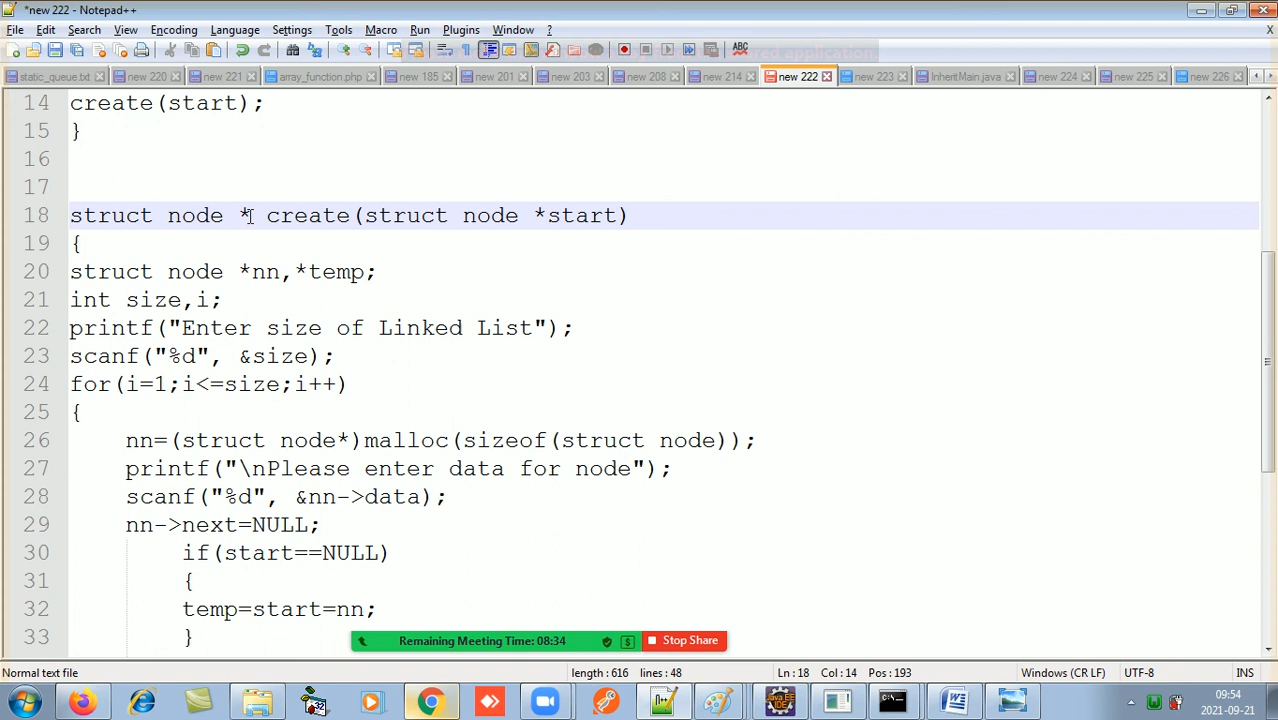 *new 222 - Notepad++
File Edit Search View Encoding Language Settings Tools Macro Run Plugins Window ? X
static_queue.txt new 220 new 221 array_function.php new 185 new 201 new 203 new 208 new 214 new 222 new 223 InheritMain.java new 224 new 225 new 226
14 create(start);
15 }
16
17
18 struct node * create(struct node *start)
19 {
20 struct node *nn,*temp;
21 int size,i;
22 printf("Enter size of Linked List");
23 scanf("%d", &size);
24 for(i=1;i<=size;i++)
25 {
26 nn=(struct node*)malloc(sizeof(struct node));
27 printf("\nPlease enter data for node");
28 scanf("%d", &nn->data);
29 nn->next=NULL;
30 if(start==NULL)
31 {
32 temp=start=nn;
33 }
Remaining Meeting Time: 08:34 Stop Share
Normal text file length : 616 lines : 48 Ln : 18 Col : 14 Pos : 193 Windows (CR LF) UTF-8 INS
09:54
2021-09-21